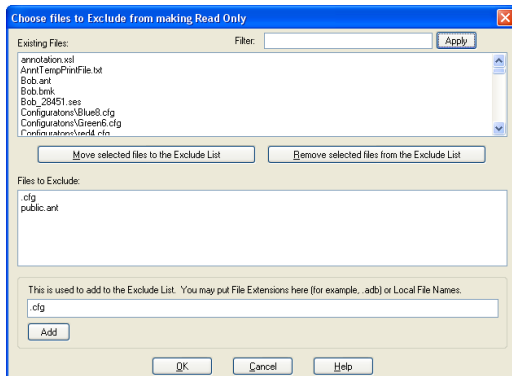 Choose files to Exclude from making Read Only
Existing Files:
Filter:
Apply
annotation.xsl
AnntTempPrintFile.txt
Bob.ant
Bob.bmk
Bob_28451.ses
Configuratons\Blue8.cfg
Configuratons\Green6.cfg
Configuratons\red4.cfg
Move selected files to the Exclude List
Remove selected files from the Exclude List
Files to Exclude:
.cfg
public.ant
This is used to add to the Exclude List. You may put File Extensions here (for example, .adb) or Local File Names.
.cfg
Add
OK
Cancel
Help